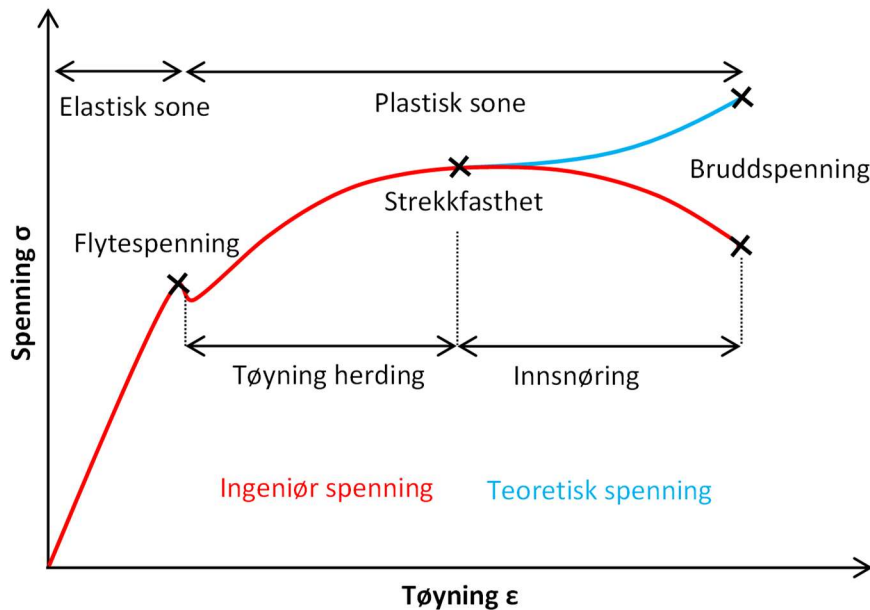 Elastisk sone
Plastisk sone
Bruddspenning
Strekkfasthet
Flytespenning
Spenning σ
Tøyning herding
Innsnøring
Ingeniør spenning
Teoretisk spenning
Tøyning ε